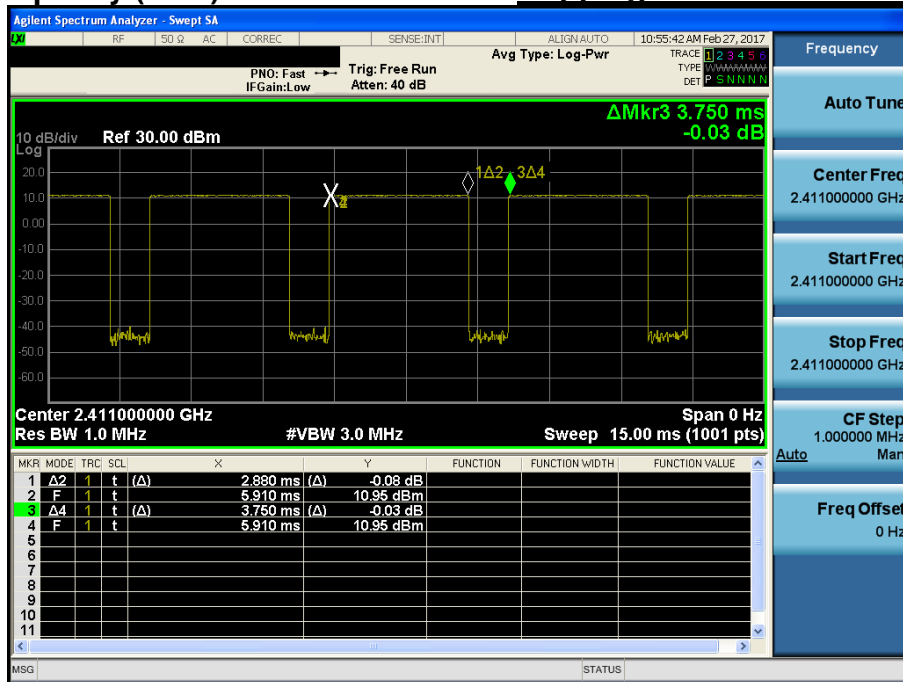 Agilent Spectrum Analyzer - Swept SA
LXI RF 50 Ω AC CORREC SENSE:INT ALIGN AUTO 10:55:42 AM Feb 27, 2017
Frequency
Avg Type: Log-Pwr
TRACE 1 2 3 4 5 6
TYPE WWWWWW
DET P S N N N N
PNO: Fast
IFGain:Low
Trig: Free Run
Atten: 40 dB
ΔMkr3 3.750 ms
-0.03 dB
10 dB/div Ref 30.00 dBm
Log
20.0
10.0
0.00
-10.0
-20.0
-30.0
-40.0
-50.0
-60.0
X
1Δ2 3Δ4
Center 2.411000000 GHz Span 0 Hz
Res BW 1.0 MHz #VBW 3.0 MHz Sweep 15.00 ms (1001 pts)
MKR MODE TRC SCL X Y FUNCTION FUNCTION WIDTH FUNCTION VALUE
1 Δ2 1 t (Δ) 2.880 ms (Δ) -0.08 dB
2 F 1 t 5.910 ms 10.95 dBm
3 Δ4 1 t (Δ) 3.750 ms (Δ) -0.03 dB
4 F 1 t 5.910 ms 10.95 dBm
5
6
7
8
9
10
11
MSG STATUS
Auto Tune
Center Freq
2.411000000 GHz
Start Freq
2.411000000 GHz
Stop Freq
2.411000000 GHz
CF Step
1.000000 MHz
Auto Man
Freq Offset
0 Hz